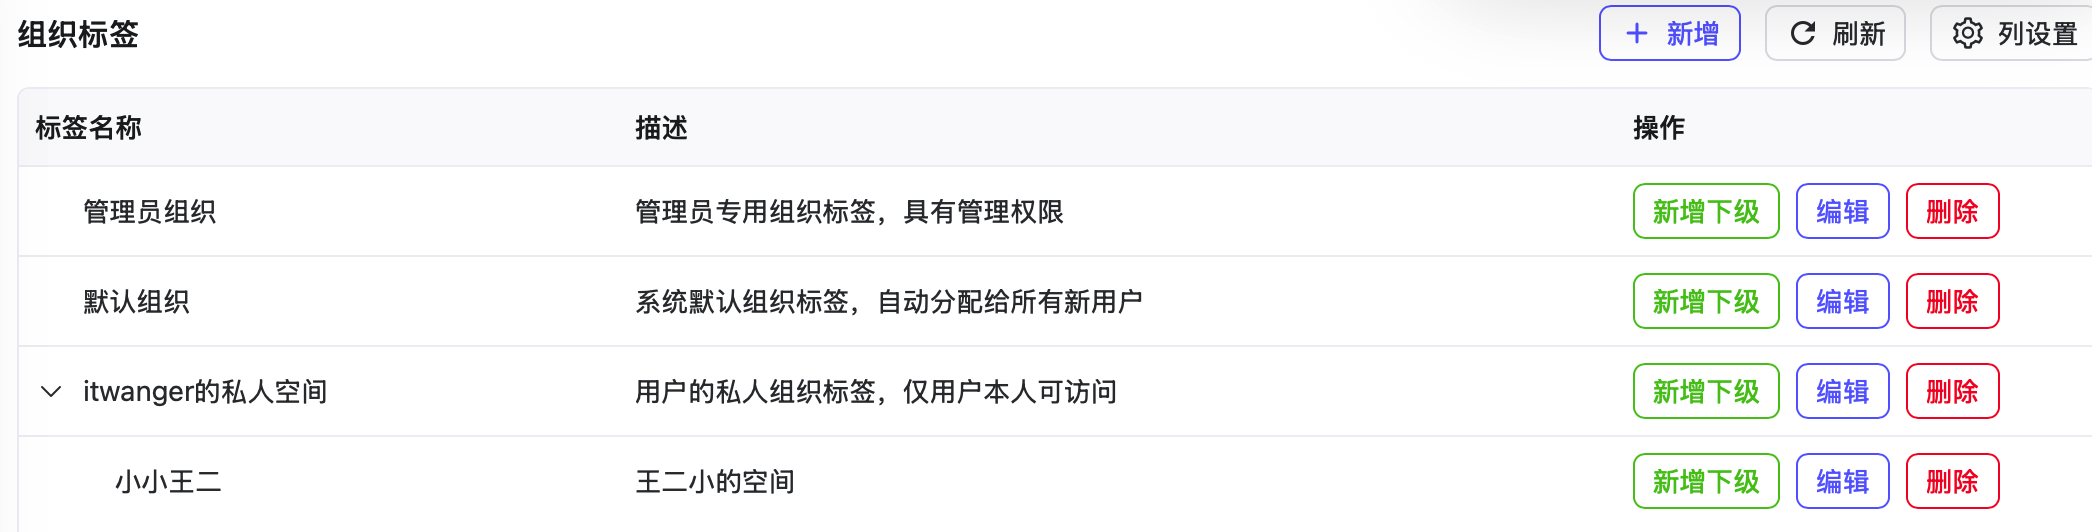 组织标签
新增 刷新 列设置
标签名称 描述 操作
管理员组织 管理员专用组织标签，具有管理权限 新增下级 编辑 删除
默认组织 系统默认组织标签，自动分配给所有新用户 新增下级 编辑 删除
itwanger的私人空间 用户的私人组织标签，仅用户本人可访问 新增下级 编辑 删除
小小王二 王二小的空间 新增下级 编辑 删除